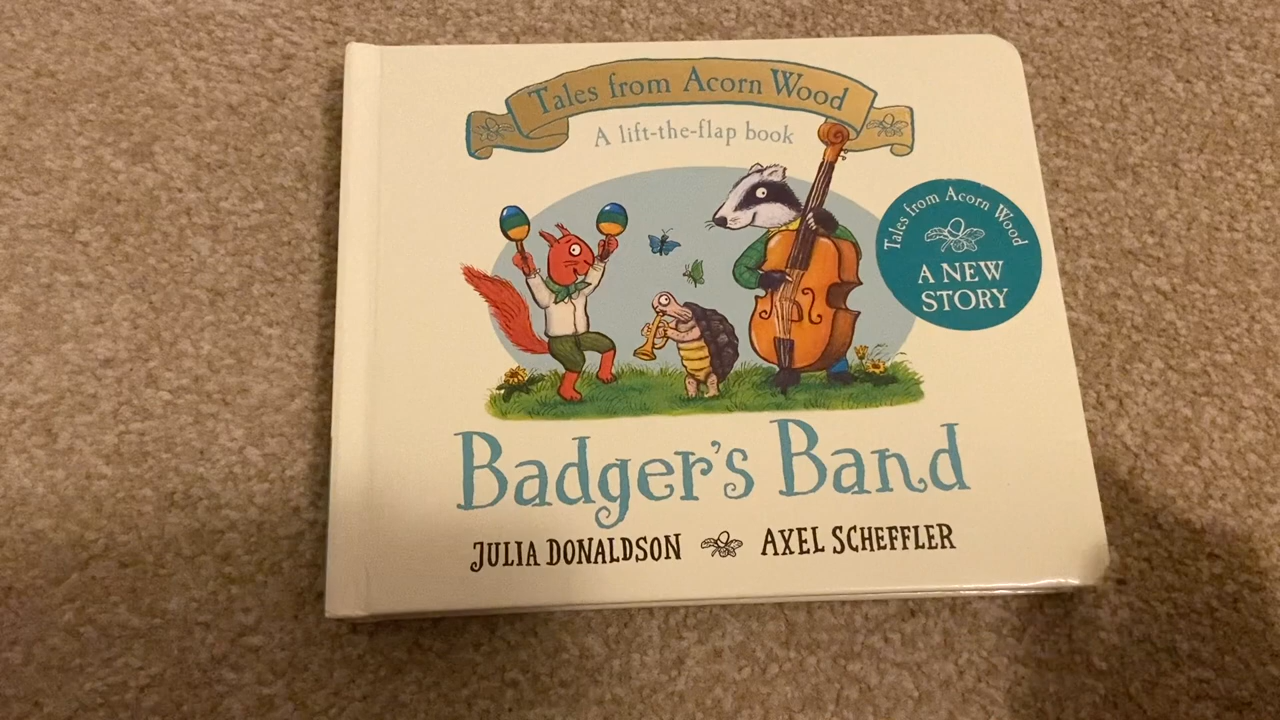 Tales from Acorn Wood
A lift-the-flap book
Tales from Acorn Wood
A NEW
STORY
Badger's Band
JULIA DONALDSON AXEL SCHEFFLER